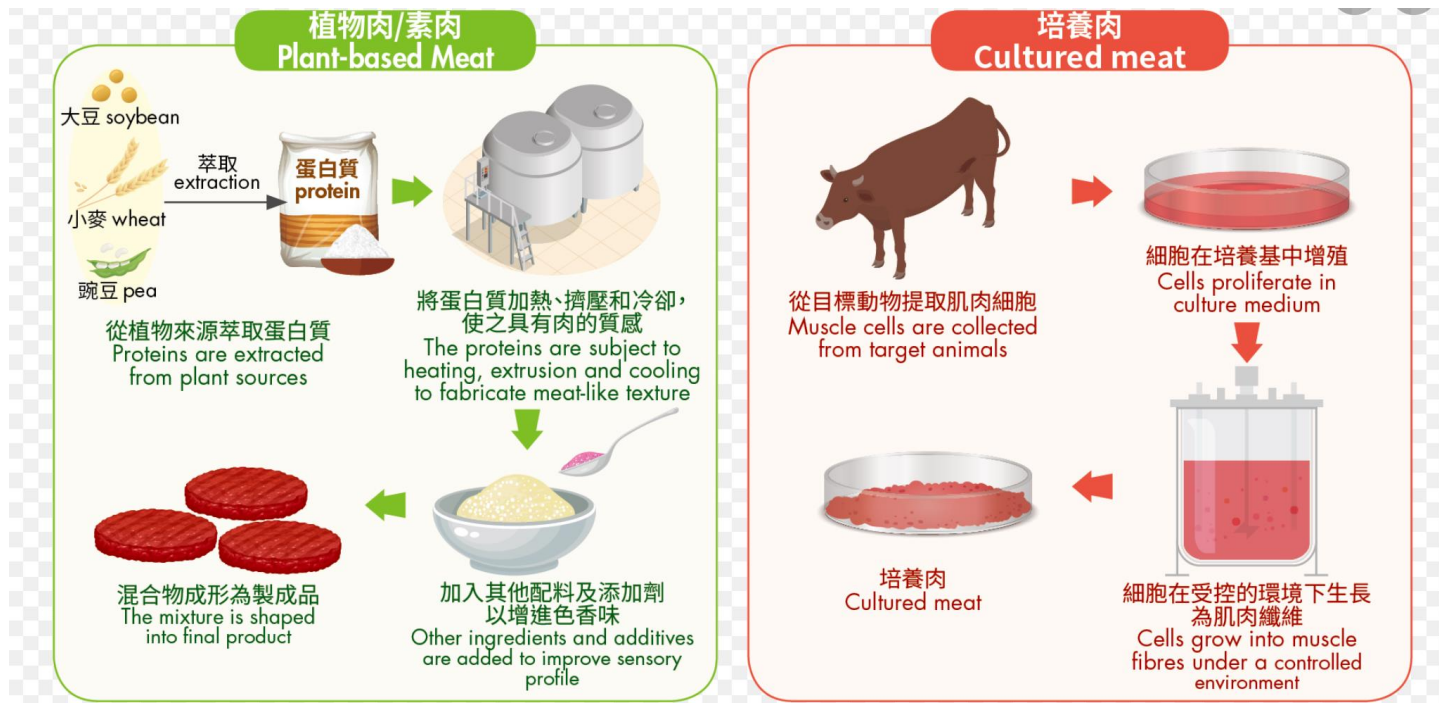 植物肉/素肉
Plant-based Meat
大豆 soybean
小麥 wheat
豌豆 pea
萃取
extraction
蛋白質
protein
從植物來源萃取蛋白質
Proteins are extracted
from plant sources
將蛋白質加熱、擠壓和冷卻，
使之具有肉的質感
The proteins are subject to
heating, extrusion and cooling
to fabricate meat-like texture
加入其他配料及添加劑
以增進色香味
Other ingredients and additives
are added to improve sensory
profile
混合物成形為製成品
The mixture is shaped
into final product
培養肉
Cultured meat
從目標動物提取肌肉細胞
Muscle cells are collected
from target animals
細胞在培養基中增殖
Cells proliferate in
culture medium
細胞在受控的環境下生長
為肌肉纖維
Cells grow into muscle
fibres under a controlled
environment
培養肉
Cultured meat